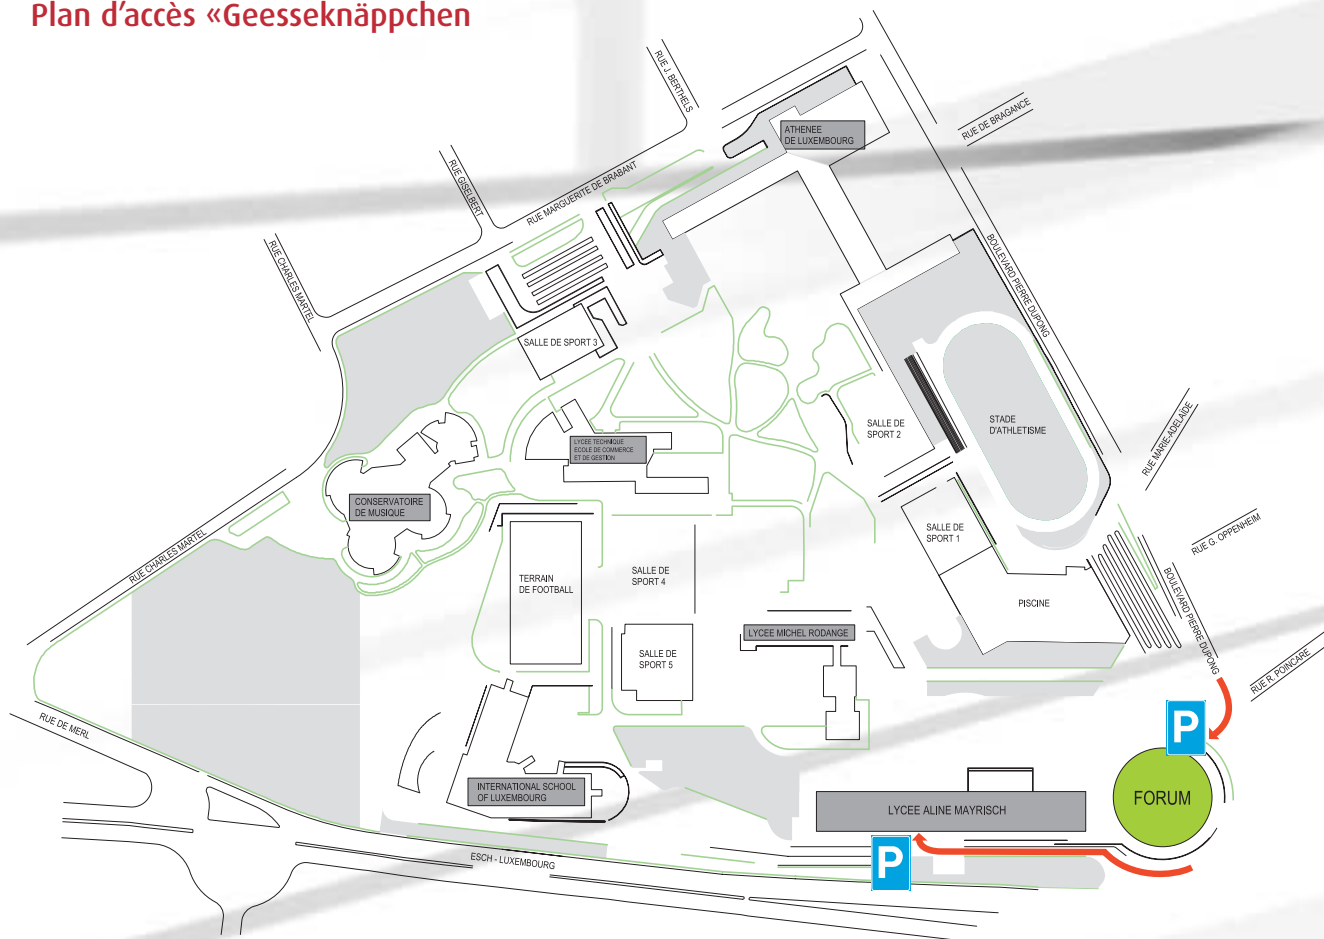 Plan d'accès «Geesseknäppchen
RUE J. BERTHELS
RUE DE BRAGANCE
ATHENEE
DE LUXEMBOURG
RUE GISELBERT
RUE MARGUERITE DE BRABANT
RUE CHARLES MARTEL
BOULEVARD PIERRE DUPONG
SALLE DE SPORT 3
SALLE DE
SPORT 2
STADE
D'ATHLETISME
RUE MARIE-ADELAÏDE
LYCEE TECHNIQUE
ECOLE DE COMMERCE
ET DE GESTION
CONSERVATOIRE
DE MUSIQUE
SALLE DE
SPORT 1
RUE G. OPPENHEIM
RUE CHARLES MARTEL
TERRAIN
DE FOOTBALL
SALLE DE
SPORT 4
PISCINE
BOULEVARD PIERRE DUPONG
LYCEE MICHEL RODANGE
SALLE DE
SPORT 5
RUE R. POINCARE
RUE DE MERL
P
INTERNATIONAL SCHOOL
OF LUXEMBOURG
FORUM
LYCEE ALINE MAYRISCH
ESCH - LUXEMBOURG
P